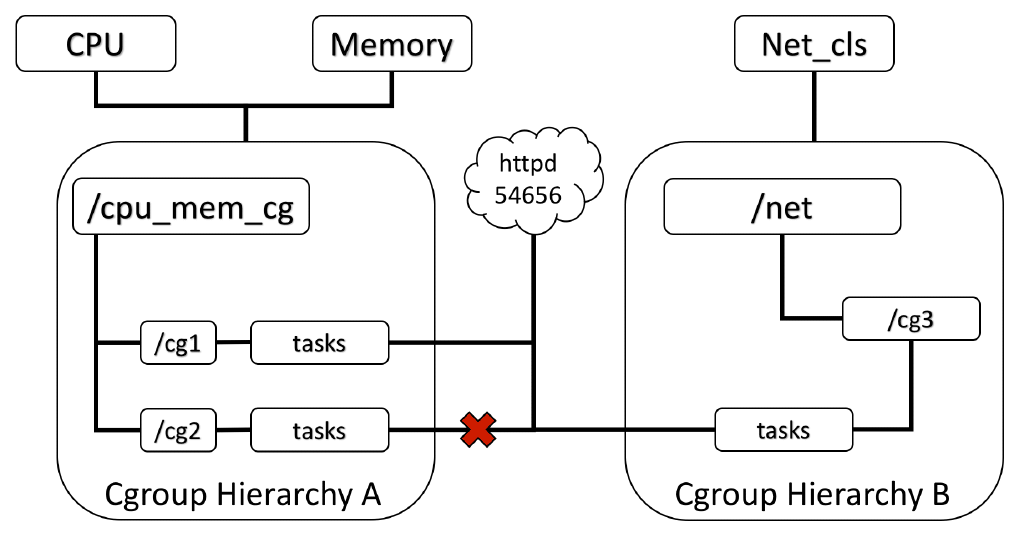 CPU
Memory
Net_cls
httpd
54656
/cpu_mem_cg
/net
/cg3
/cg1
tasks
/cg2
tasks
tasks
Cgroup Hierarchy A
Cgroup Hierarchy B